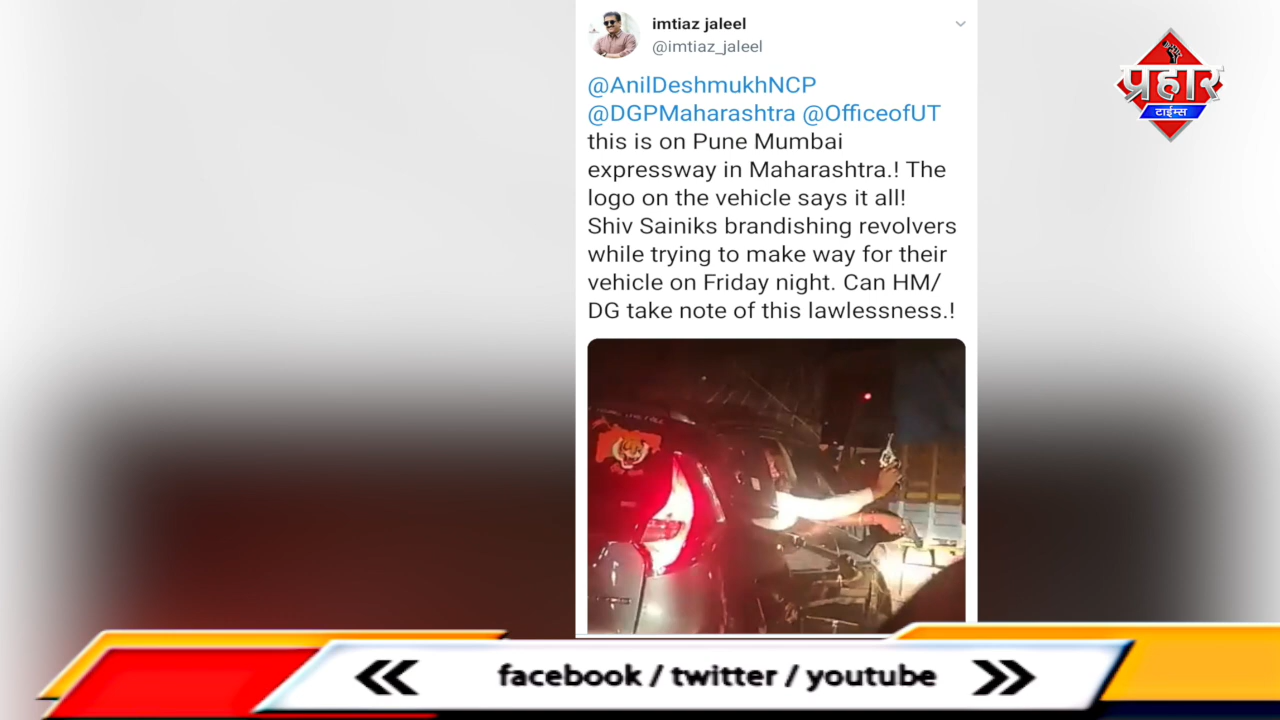 imtiaz jaleel
@imtiaz_jaleel
@AnilDeshmukhNCP
@DGPMaharashtra @OfficeofUT
this is on Pune Mumbai
expressway in Maharashtra.! The
logo on the vehicle says it all!
Shiv Sainiks brandishing revolvers
while trying to make way for their
vehicle on Friday night. Can HM/
DG take note of this lawlessness.!
प्रहार
टाईम्स
facebook / twitter / youtube